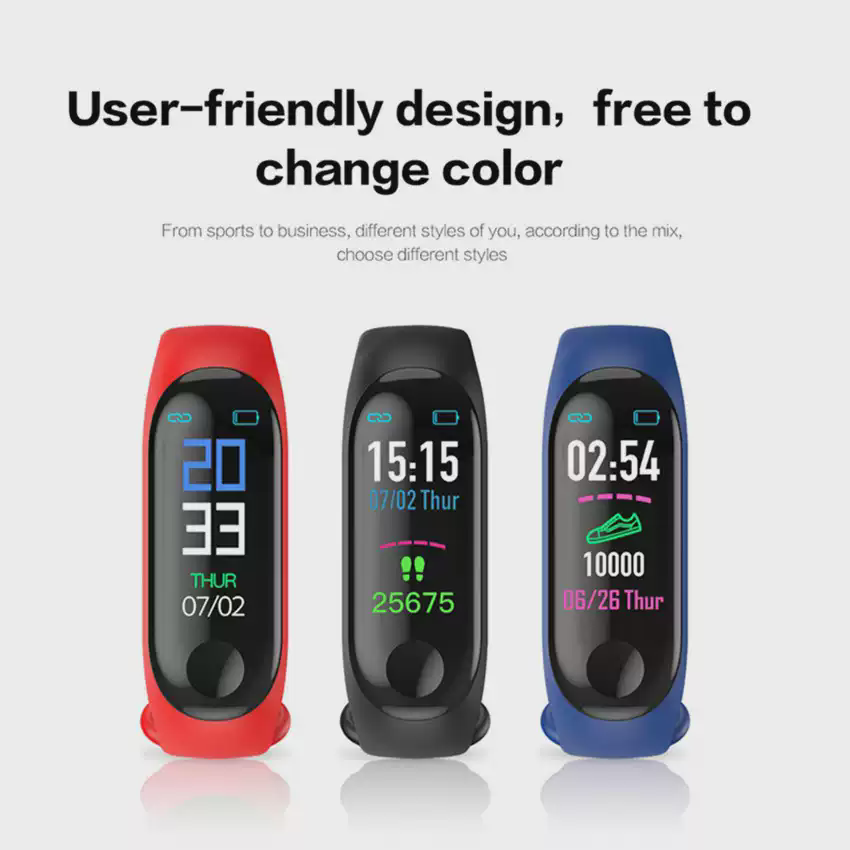 User-friendly design, free to
change color
From sports to business, different styles of you, according to the mix,
choose different styles
20
33
THUR
07/02
15:15
07/02 Thur
25675
02:54
10000
06/26 Thur